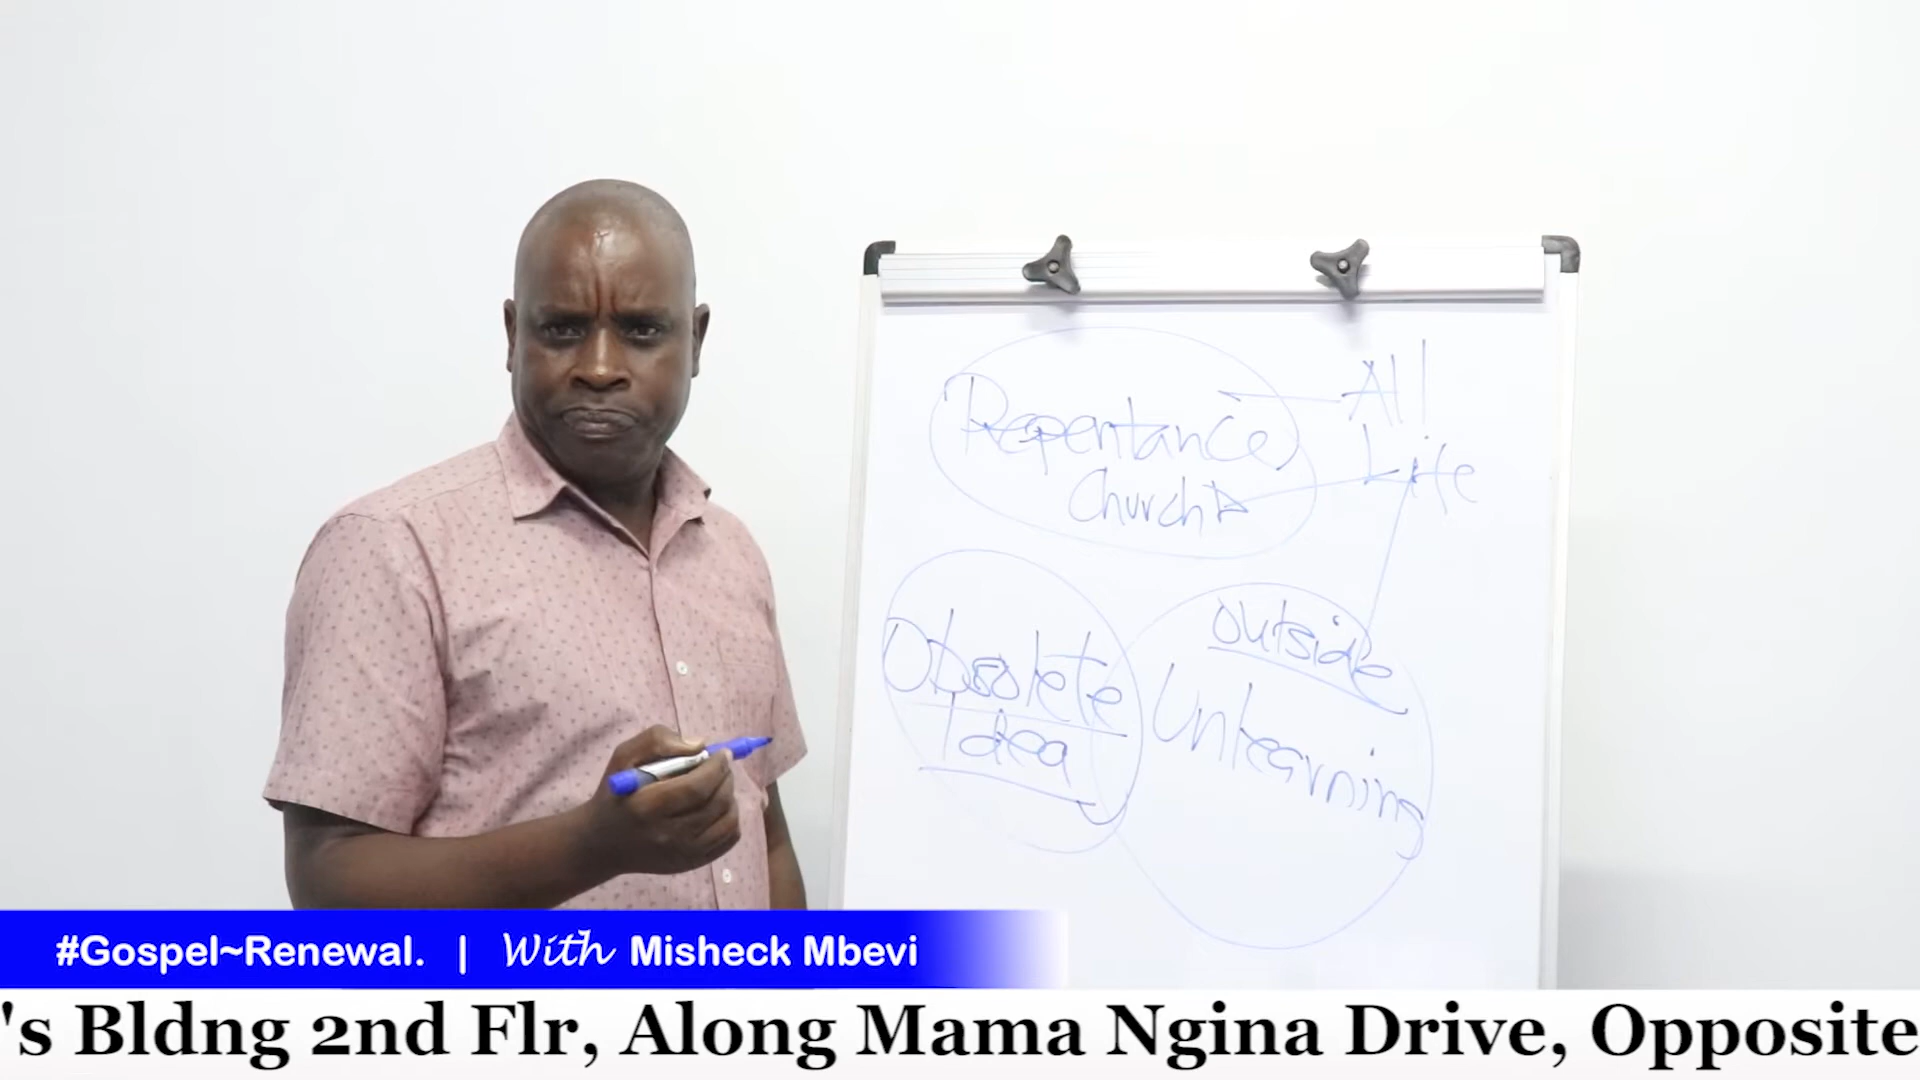 Repentance
Church
All
Life
Obsolete
Idea
Outside
Unlearning
#Gospel~Renewal. | With Misheck Mbevi
's Bldng 2nd Flr, Along Mama Ngina Drive, Opposite